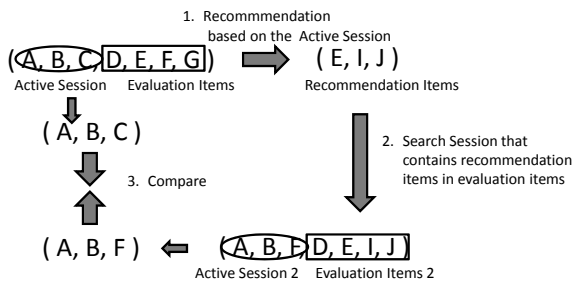 1. Recommmendation
based on the Active Session
( A, B, C, D, E, F, G )
( E, I, J )
Active Session
Evaluation Items
Recommendation Items
( A, B, C )
2. Search Session that
contains recommendation
items in evaluation items
3. Compare
( A, B, F )
( A, B, F, D, E, I, J )
Active Session 2
Evaluation Items 2